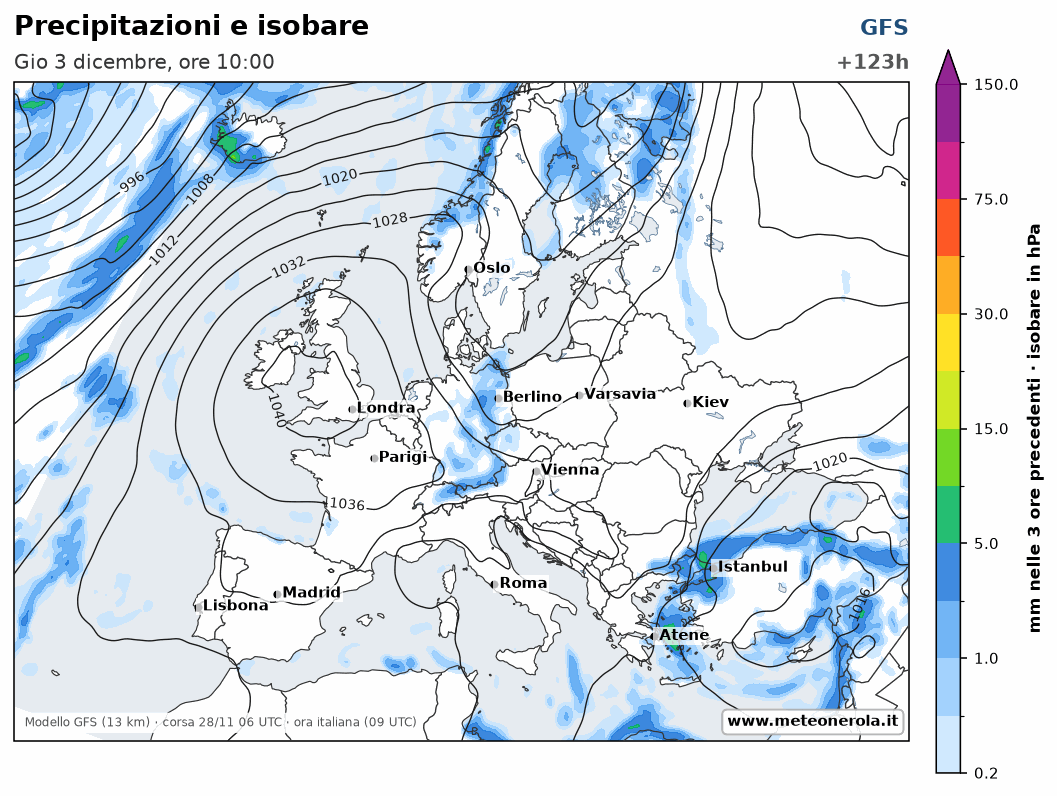 Precipitazioni e isobare
GFS
Gio 3 dicembre, ore 10:00
+123h
996
1008
1012
1020
1028
1032
Oslo
Londra
Berlino
Varsavia
Kiev
Parigi
Vienna
1020
1036
Istanbul
Roma
Madrid
Lisbona
1016
Atene
Modello GFS (13 km) · corsa 28/11 06 UTC · ora italiana (09 UTC)
www.meteonerola.it
150.0
75.0
30.0
15.0
5.0
1.0
0.2
mm nelle 3 ore precedenti · isobare in hPa